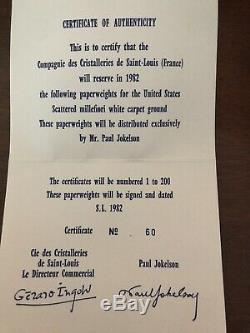 CERTIFICATE OF AUTHENTICITY
This is to certify that the
Compagnie des Cristalleries de Saint-Louis (France)
will reserve in 1982
the following paperweights for the United States
Scattered millefiori white carpet ground
These paperweights will be distributed exclusively
by Mr. Paul Jokelson
The certificates will be numbered 1 to 200
These paperweights will be signed and dated
S.L. 1982
Certificate No 60
Cie des Cristalleries
de Saint-Louis
Le Directeur Commercial
Paul Jokelson
Paul Jokelson